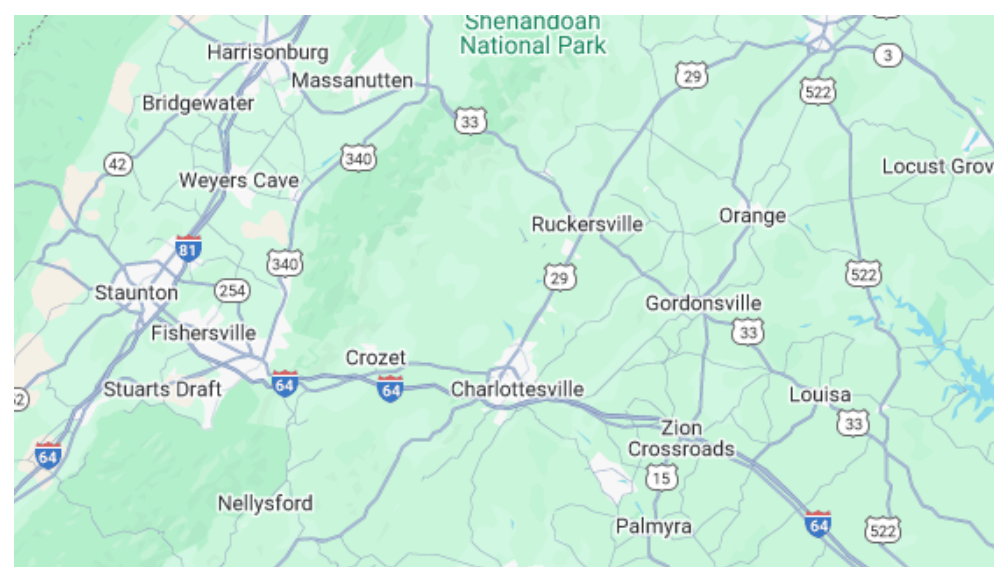 Shenandoah
National Park
Harrisonburg
Massanutten
3
29
522
Bridgewater
33
42
340
Locust Grov
Weyers Cave
Ruckersville
Orange
81
340
29
522
Staunton
254
Gordonsville
Fishersville
33
Crozet
64
64
Stuarts Draft
Charlottesville
Louisa
33
Zion
Crossroads
64
15
Nellysford
Palmyra
64
522